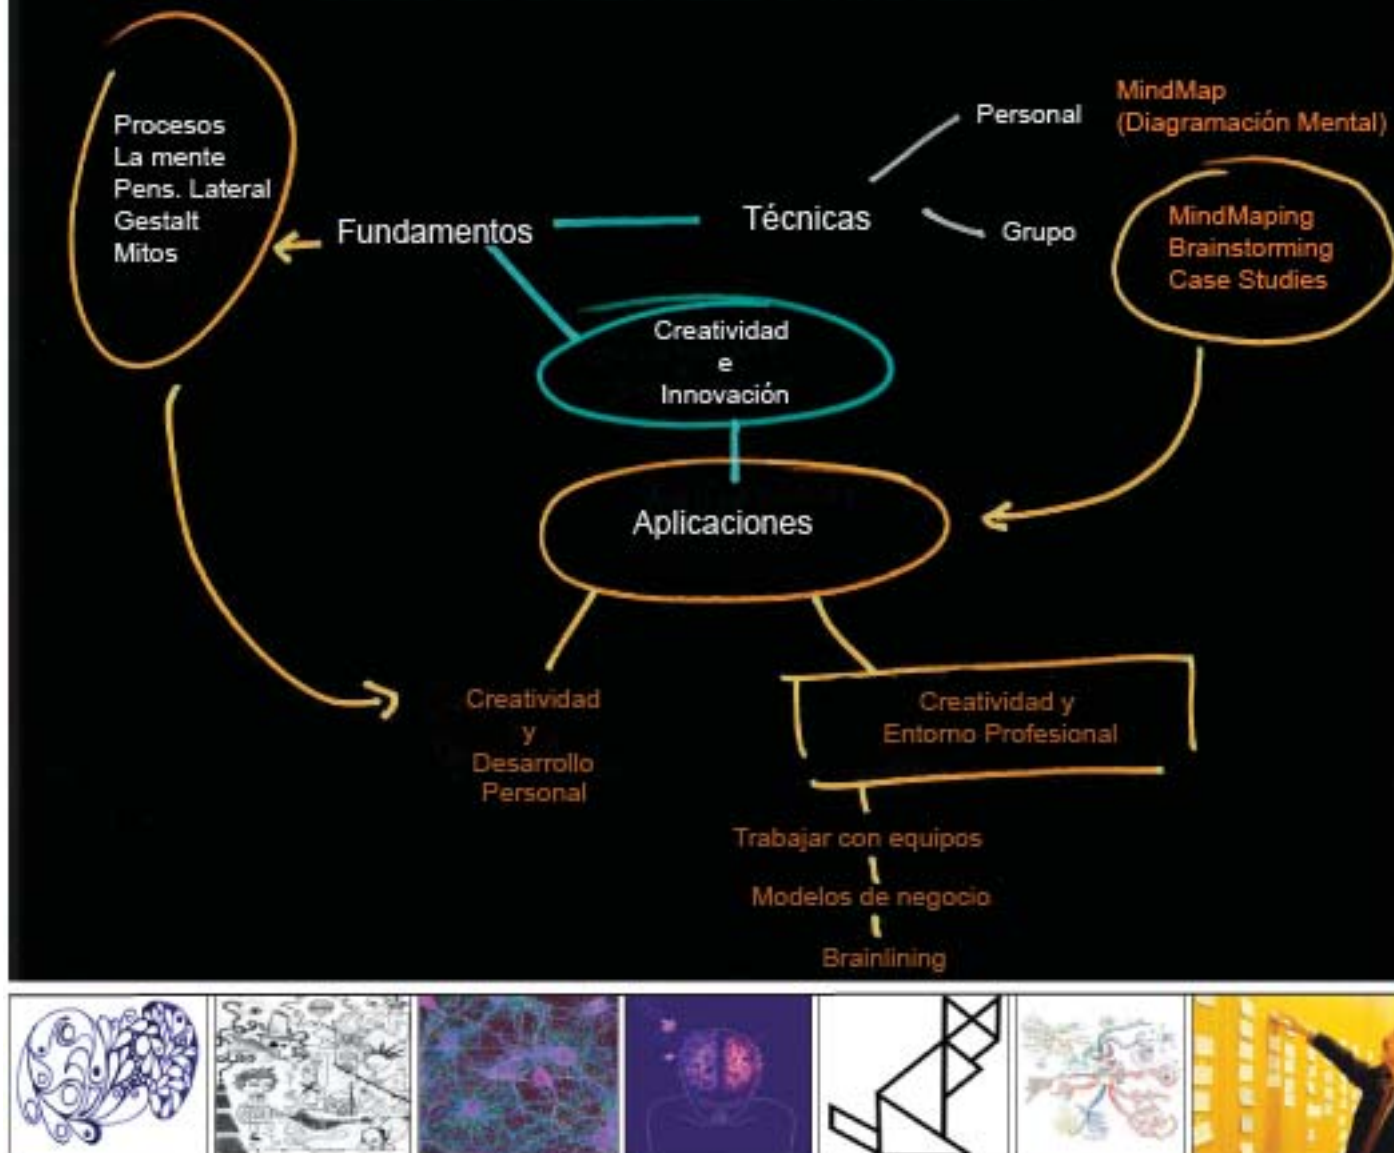 Procesos
La mente
Pens. Lateral
Gestalt
Mitos
Fundamentos
Técnicas
Personal
MindMap
(Diagramación Mental)
Grupo
MindMaping
Brainstorming
Case Studies
Creatividad
e
Innovación
Aplicaciones
Creatividad
y
Desarrollo
Personal
Creatividad y
Entorno Profesional
Trabajar con equipos
Modelos de negocio
Brainlining